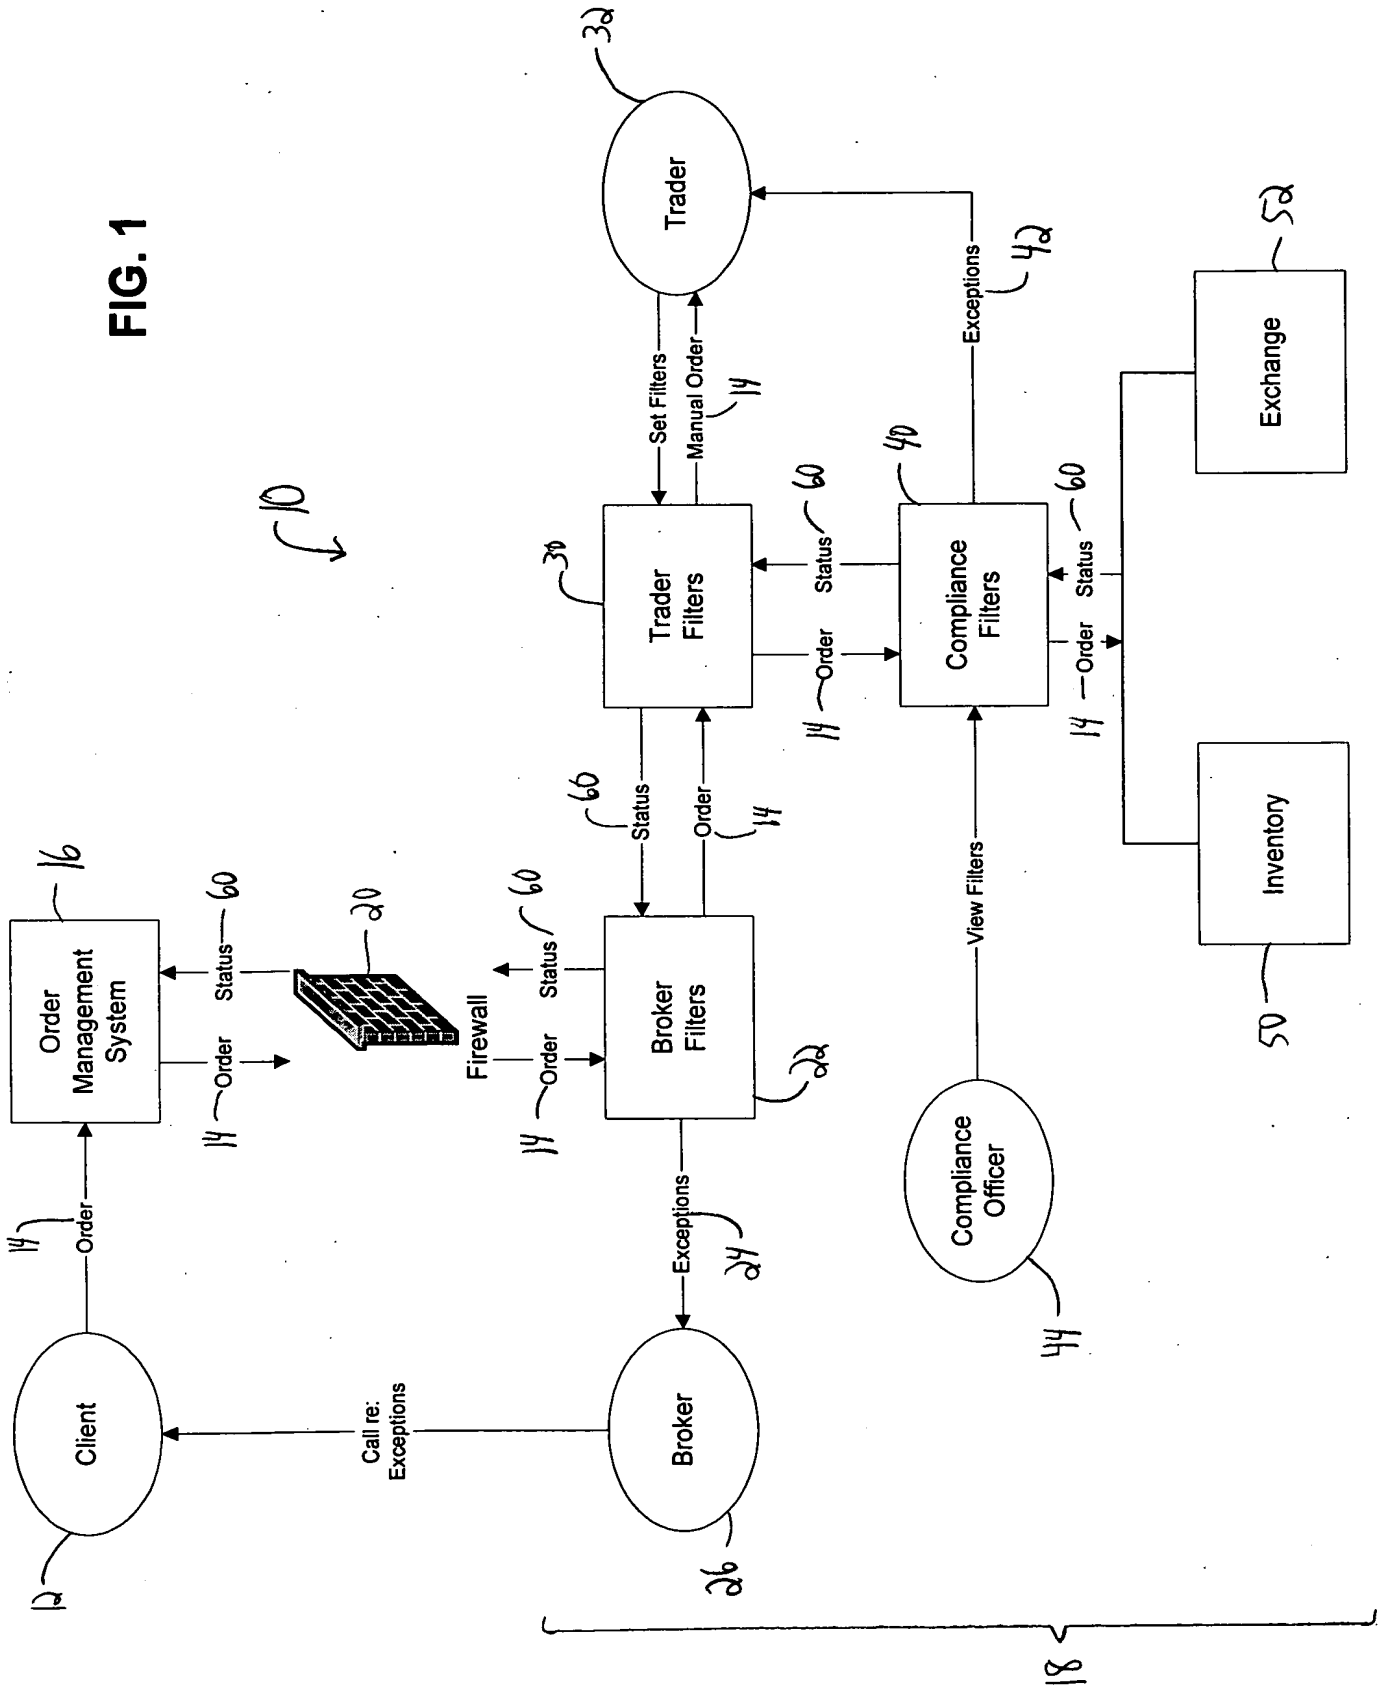 FIG. 1
10
32
Trader
Set Filters
Manual Order
14
30
Trader
Filters
16
Order
Management
System
14
Order
Status
60
20
Firewall
14
Order
Status
60
Broker
Filters
22
60
Status
Order
14
14
Order
Status
60
40
Compliance
Filters
Exceptions
42
14
Order
Status
60
Exchange
52
Inventory
50
View Filters
Compliance
Officer
44
Exceptions
24
Broker
26
Call re:
Exceptions
Client
12
14
Order
18